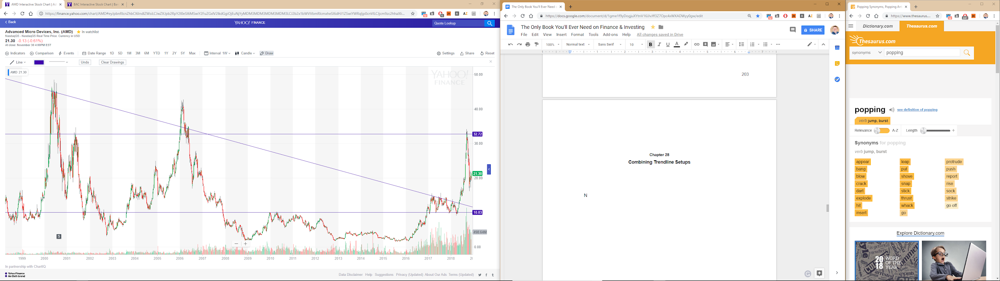 AMD Interactive Stock Chart | Ad
BAC Interactive Stock Chart | Ban
Back
YAHOO! FINANCE
Quote Lookup
Advanced Micro Devices, Inc. (AMD) In watchlist
NasdaqGS - NasdaqGS Real Time Price. Currency in USD
21.30 -0.13 (-0.61%)
At close: November 30 4:00PM EST
Indicators Comparison Events Date Range 1D 5D 1M 3M 6M YTD 1Y 2Y 5Y Max Interval 1W Candle Draw Settings Share Reset
Line Undo Clear Drawings
AMD 21.30
YAHOO!
FINANCE
50.00
40.00
32.72
30.00
21.30
20.00
10.03
498.64M
0.00
S
1999 2000 2001 2002 2003 2004 2005 2006 2007 2008 2009 2010 2011 2012 2013 2014 2015 2016 2017 2018 20
In partnership with ChartIQ
Yahoo Finance
An Oath brand
Data Disclaimer Help Suggestions Privacy (Updated) About Our Ads Terms (Updated)
The Only Book You'll Ever Need o
https://docs.google.com/document/d/1gme1f9yDogjuXYtnV16JJvJff3Z7Opc4xWXADWyy0gw/edit
The Only Book You'll Ever Need on Finance & Investing
SHARE
File Edit View Insert Format Tools Add-ons Help All changes saved in Drive
100% Normal text Sans Serif 10 B I U A
1 1 2 3 4 5 6 7
203
Chapter 28
Combining Trendline Setups
N
Popping Synonyms, Popping Ant
https://www.thesaurus....
Dictionary.com Thesaurus.com
Thesaurus.com
synonyms popping
popping see definition of popping
verb jump, burst
Relevance A-Z Length
Synonyms for popping
verb jump, burst
appear leap protrude
bang put push
blow shove report
crack snap rise
dart stick sock
explode thrust strike
hit whack go off
insert go
Explore Dictionary.com
2018 WORD
OF THE
YEAR